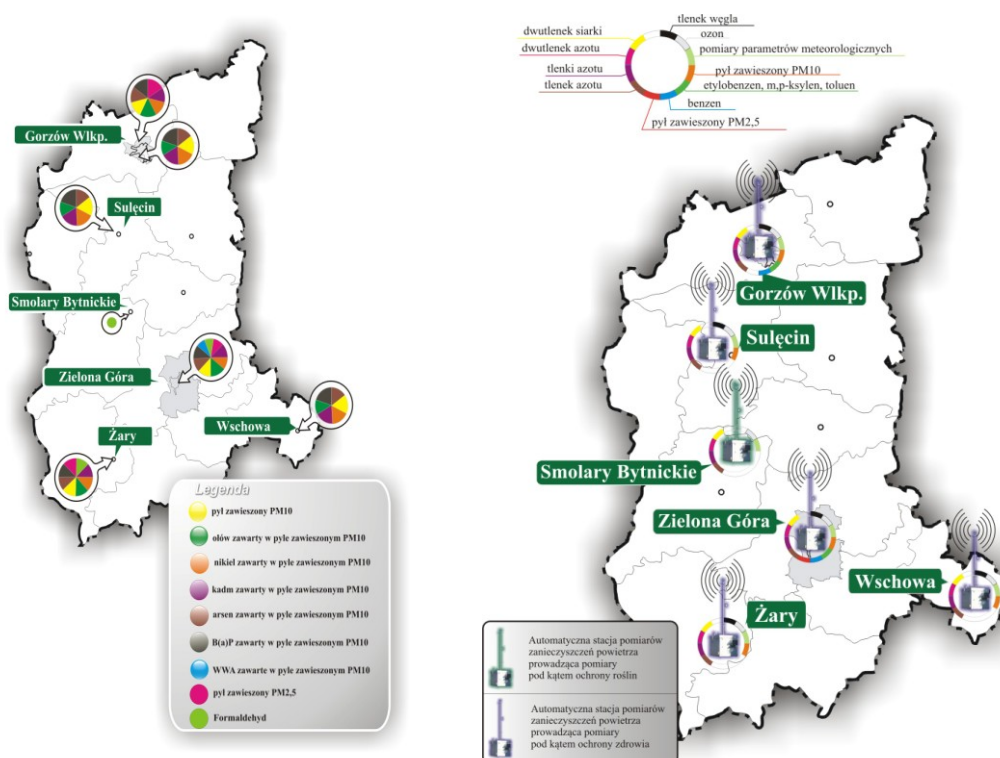 Gorzów Wlkp.
Sulęcin
Smolary Bytnickie
Zielona Góra
Wschowa
Żary
Legenda
pył zawieszony PM10
ołów zawarty w pyle zawieszonym PM10
nikiel zawarty w pyle zawieszonym PM10
kadm zawarty w pyle zawieszonym PM10
arsen zawarty w pyle zawieszonym PM10
B(a)P zawarty w pyle zawieszonym PM10
WWA zawarte w pyle zawieszonym PM10
pył zawieszony PM2,5
Formaldehyd
tlenek węgla
dwutlenek siarki
ozon
dwutlenek azotu
pomiary parametrów meteorologicznych
tlenki azotu
pył zawieszony PM10
tlenek azotu
etylobenzen, m,p-ksylen, toluen
benzen
pył zawieszony PM2,5
Gorzów Wlkp.
Sulęcin
Smolary Bytnickie
Zielona Góra
Wschowa
Żary
Automatyczna stacja pomiarów
zanieczyszczeń powietrza
prowadząca pomiary
pod kątem ochrony roślin
Automatyczna stacja pomiarów
zanieczyszczeń powietrza
prowadząca pomiary
pod kątem ochrony zdrowia